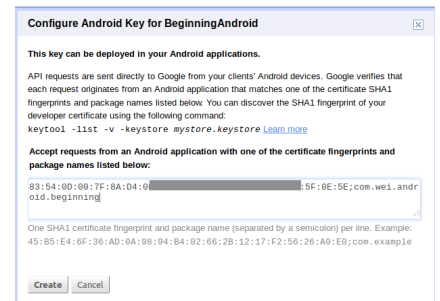 Configure Android Key for BeginningAndroid
This key can be deployed in your Android applications.
API requests are sent directly to Google from your clients' Android devices. Google verifies that
each request originates from an Android application that matches one of the certificate SHA1
fingerprints and package names listed below. You can discover the SHA1 fingerprint of your
developer certificate using the following command:
keytool -list -v -keystore mystore.keystore Learn more
Accept requests from an Android application with one of the certificate fingerprints and
package names listed below:
83:54:0D:00:7F:8A:D4:0 :5F:0E:5E;com.wei.andr
oid.beginning
One SHA1 certificate fingerprint and package name (separated by a semicolon) per line. Example:
45:B5:E4:6F:36:AD:0A:98:94:B4:02:66:2B:12:17:F2:56:26:A0:E0;com.example
Create Cancel